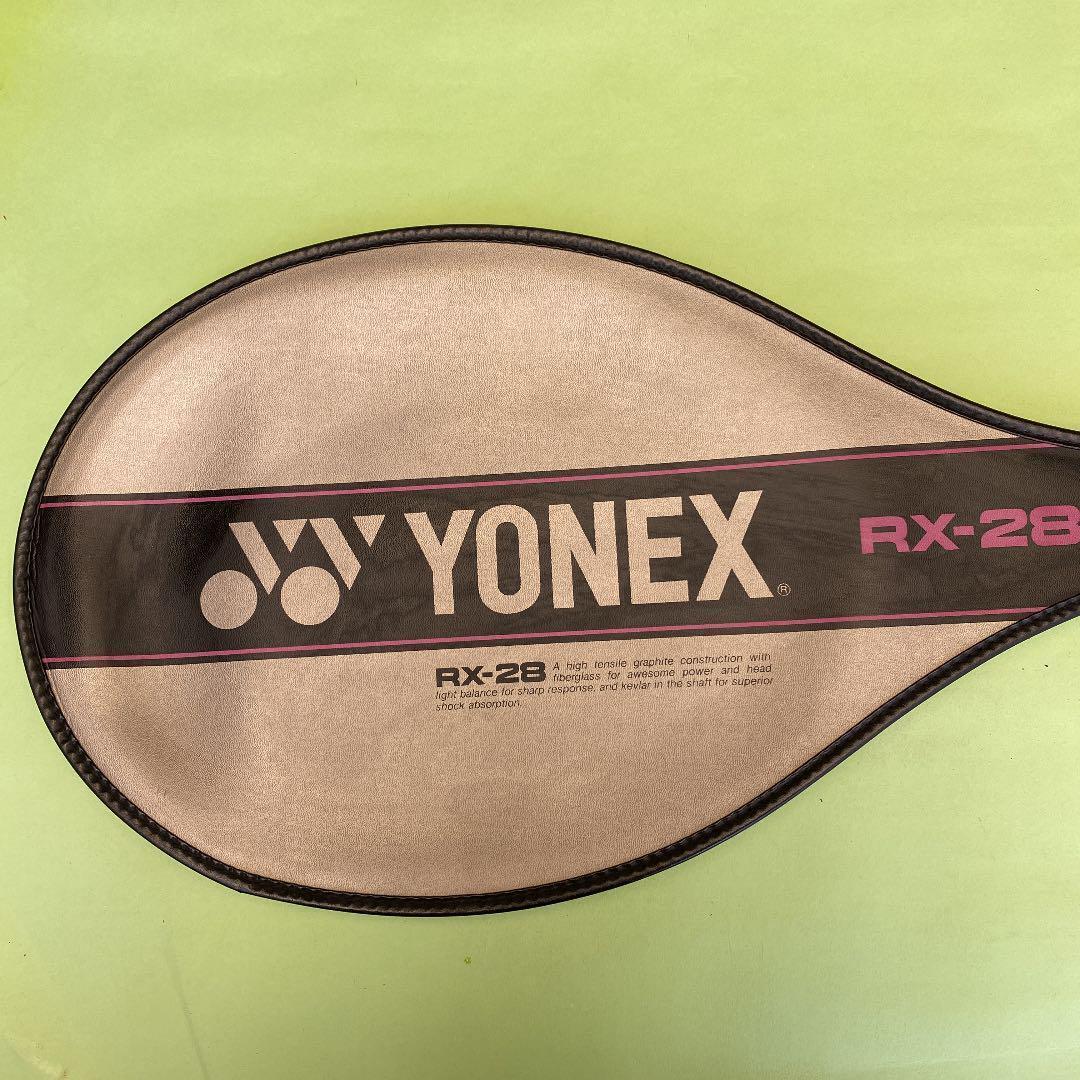 YONEX®
RX-28
RX-28 A high tensile graphite construction with
fiberglass for awesome power and head
light balance for sharp response, and kevlar in the shaft for superior
shock absorption.